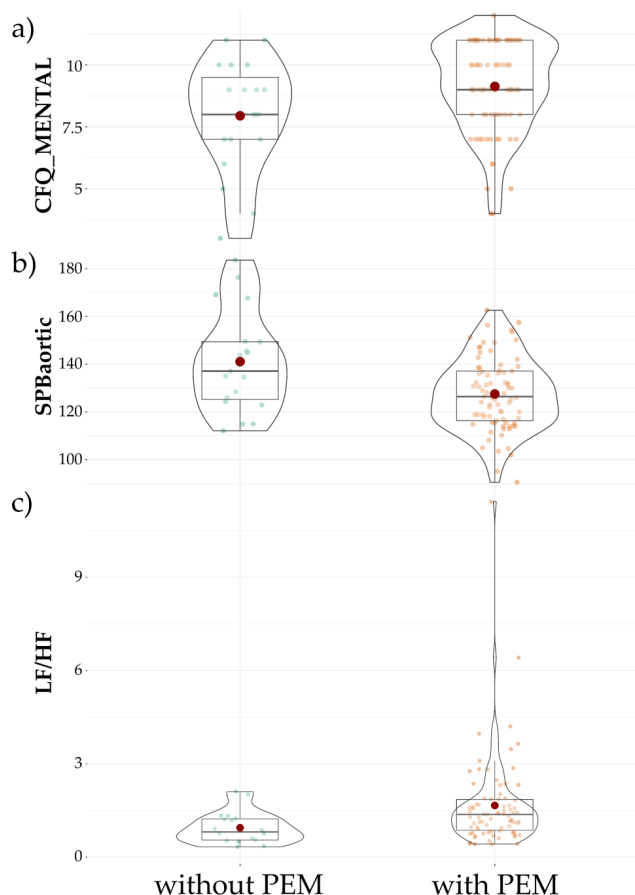 a)
CFQ_MENTAL
10
7.5
5
b)
SPBaortic
180
160
140
120
100
c)
LF/HF
9
6
3
0
without PEM
with PEM